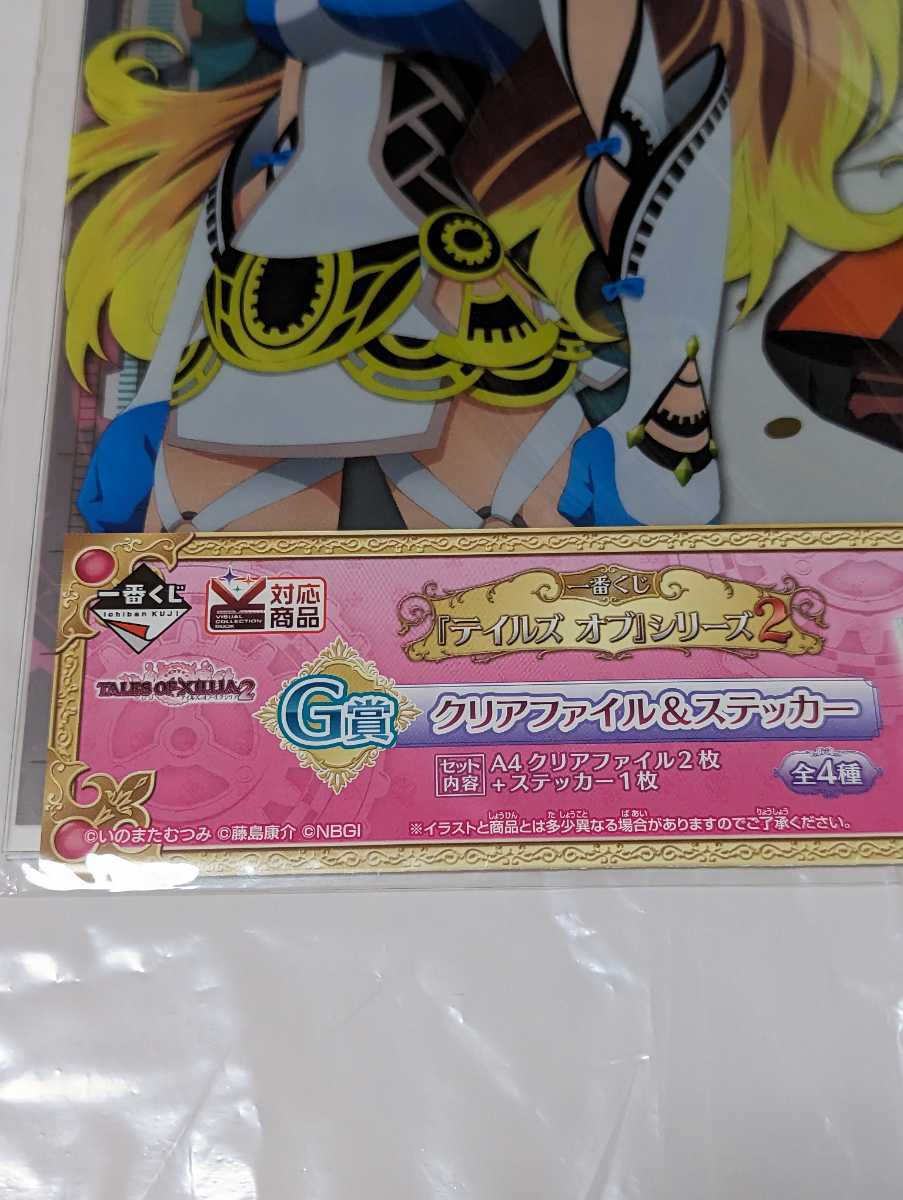 一番くじ
Ichiban KUJI
VISUAL
COLLECTION
対応
商品
一番くじ
『テイルズ オブ』シリーズ2
TALES OF XILLIA 2
G賞
クリアファイル&ステッカー
セット
内容
A4クリアファイル2枚
+ステッカー1枚
全4種
©いのまたむつみ ©藤島康介 ©NBGI
※イラストと商品とは多少異なる場合がありますのでご了承ください。